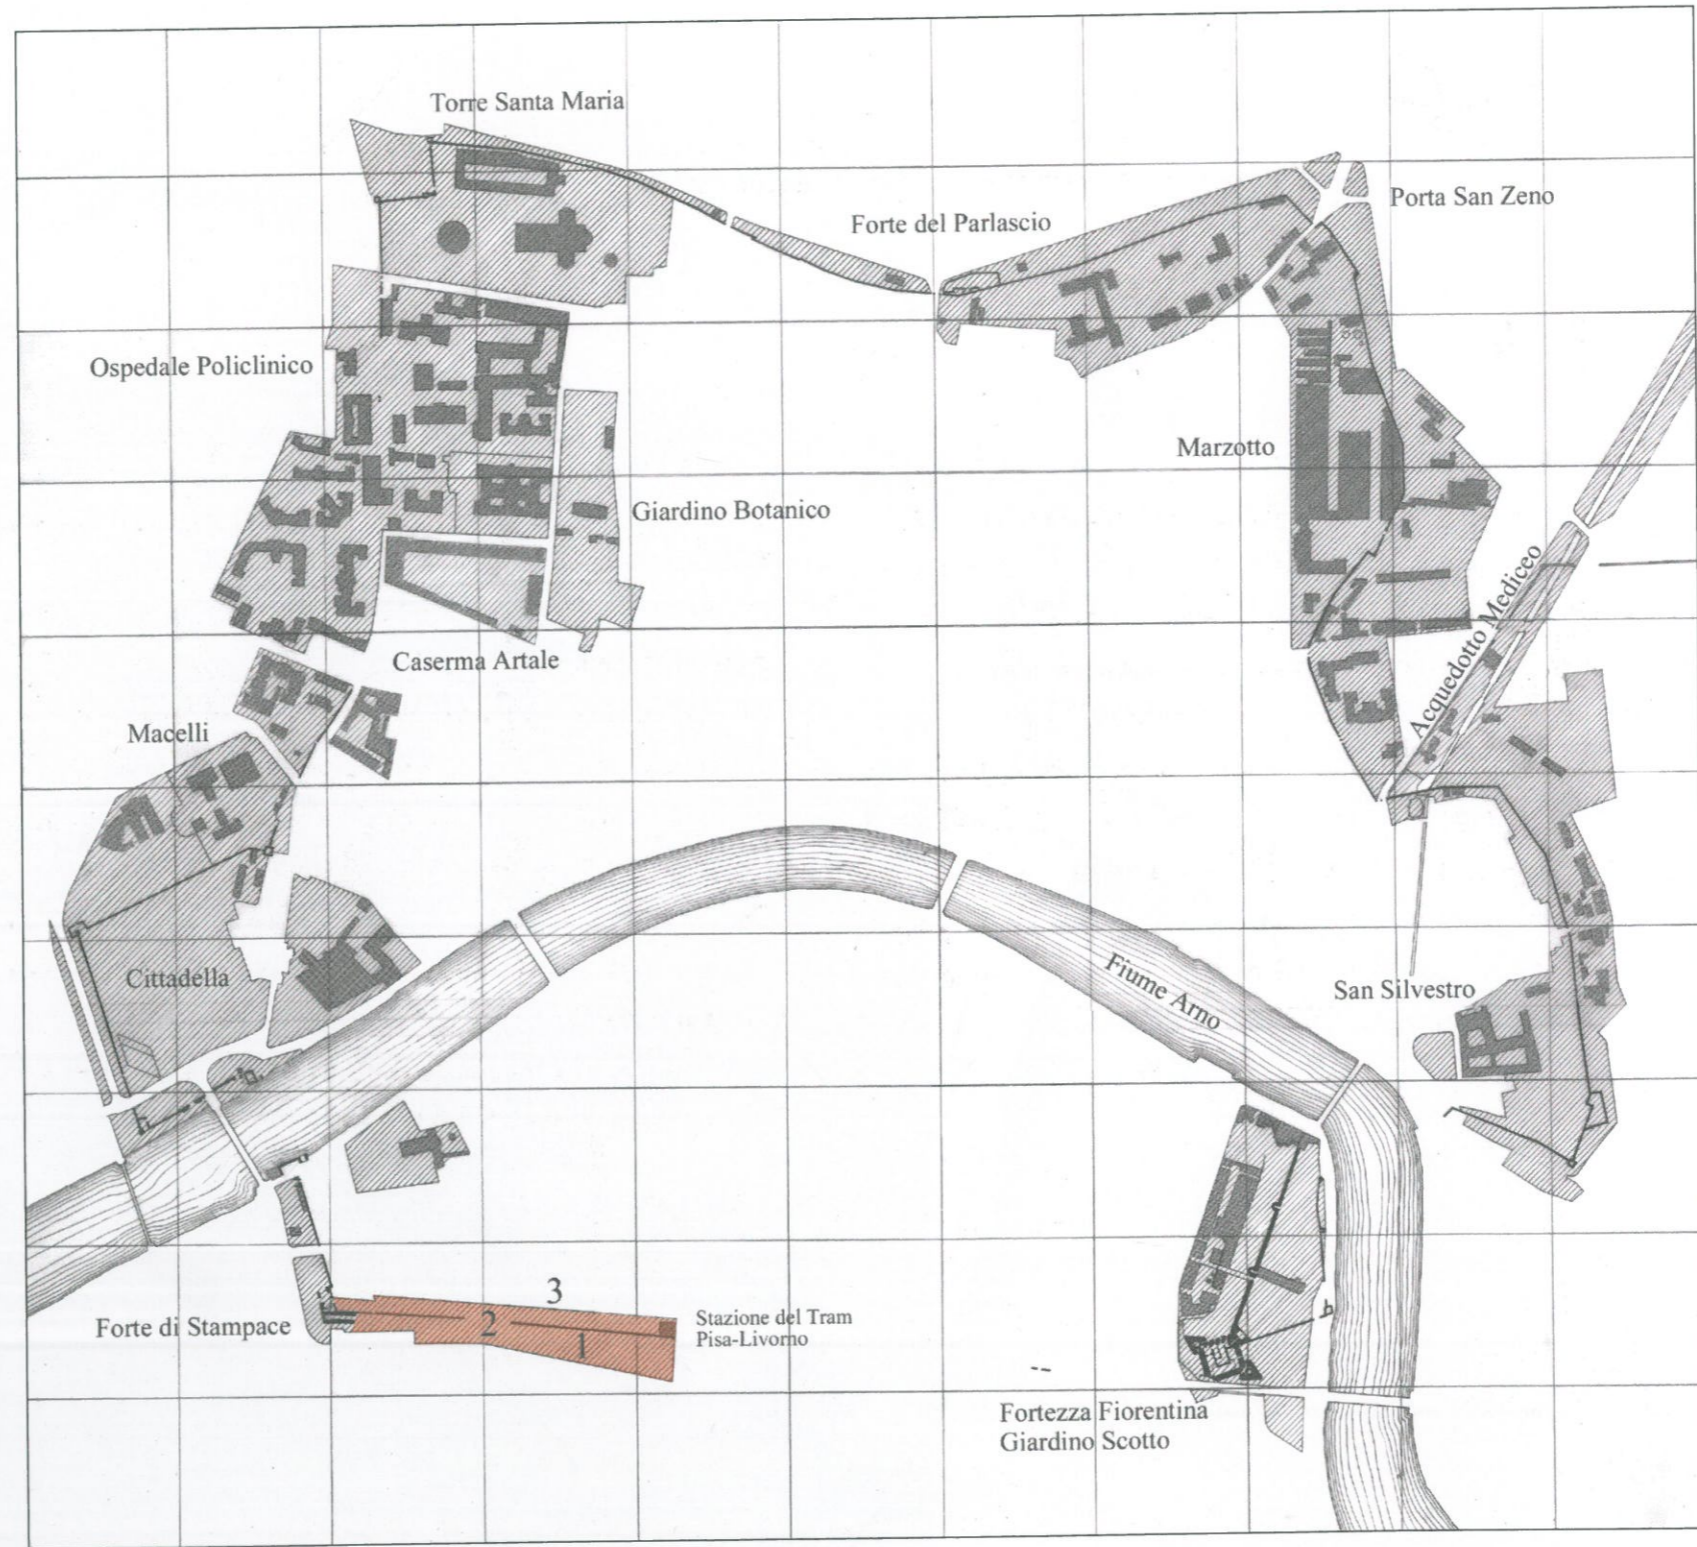 Torre Santa Maria
Porta San Zeno
Forte del Parlascio
Ospedale Policlinico
Marzotto
Giardino Botanico
Acquedotto Mediceo
Caserma Artale
Macelli
Cittadella
Fiume Arno
San Silvestro
3
2
1
Stazione del Tram
Pisa-Livorno
Forte di Stampace
Fortezza Fiorentina
Giardino Scotto